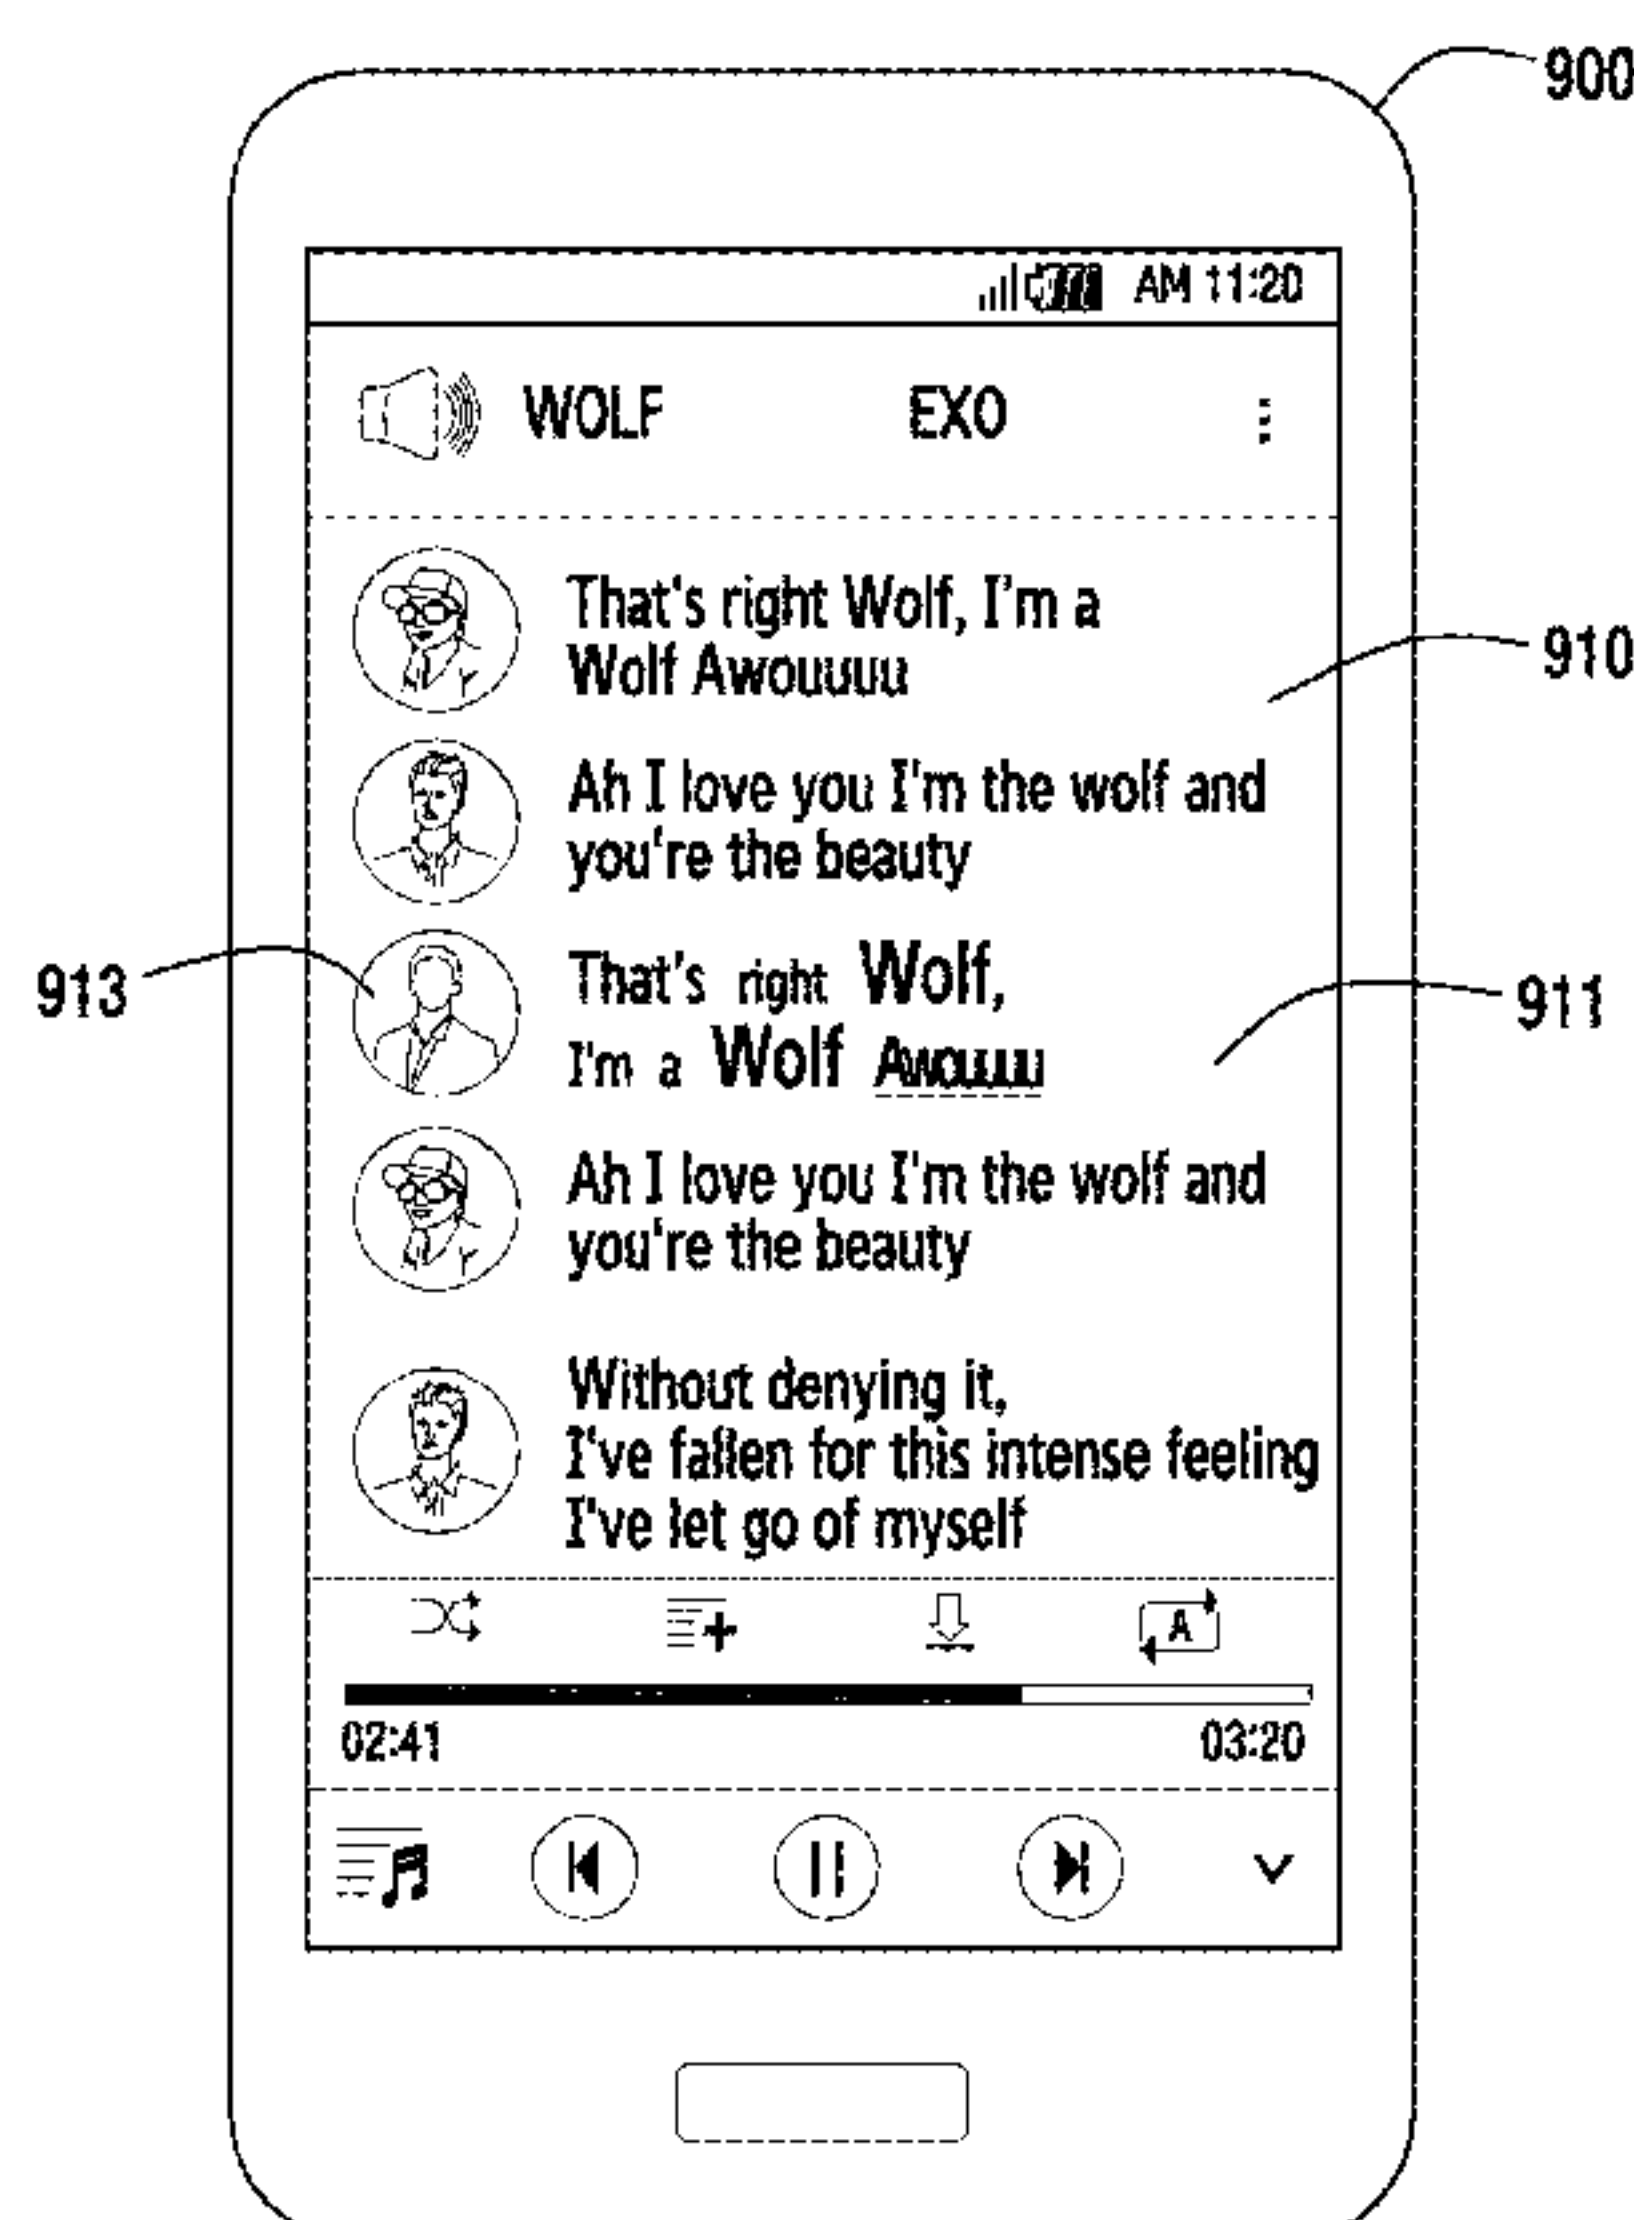 900
AM 11:20
WOLF EXO
That's right Wolf, I'm a
Wolf Awouuuu
910
Ah I love you I'm the wolf and
you're the beauty
913
That's right Wolf,
911
I'm a Wolf Awouuuu
Ah I love you I'm the wolf and
you're the beauty
Without denying it,
I've fallen for this intense feeling
I've let go of myself
A
02:41 03:20